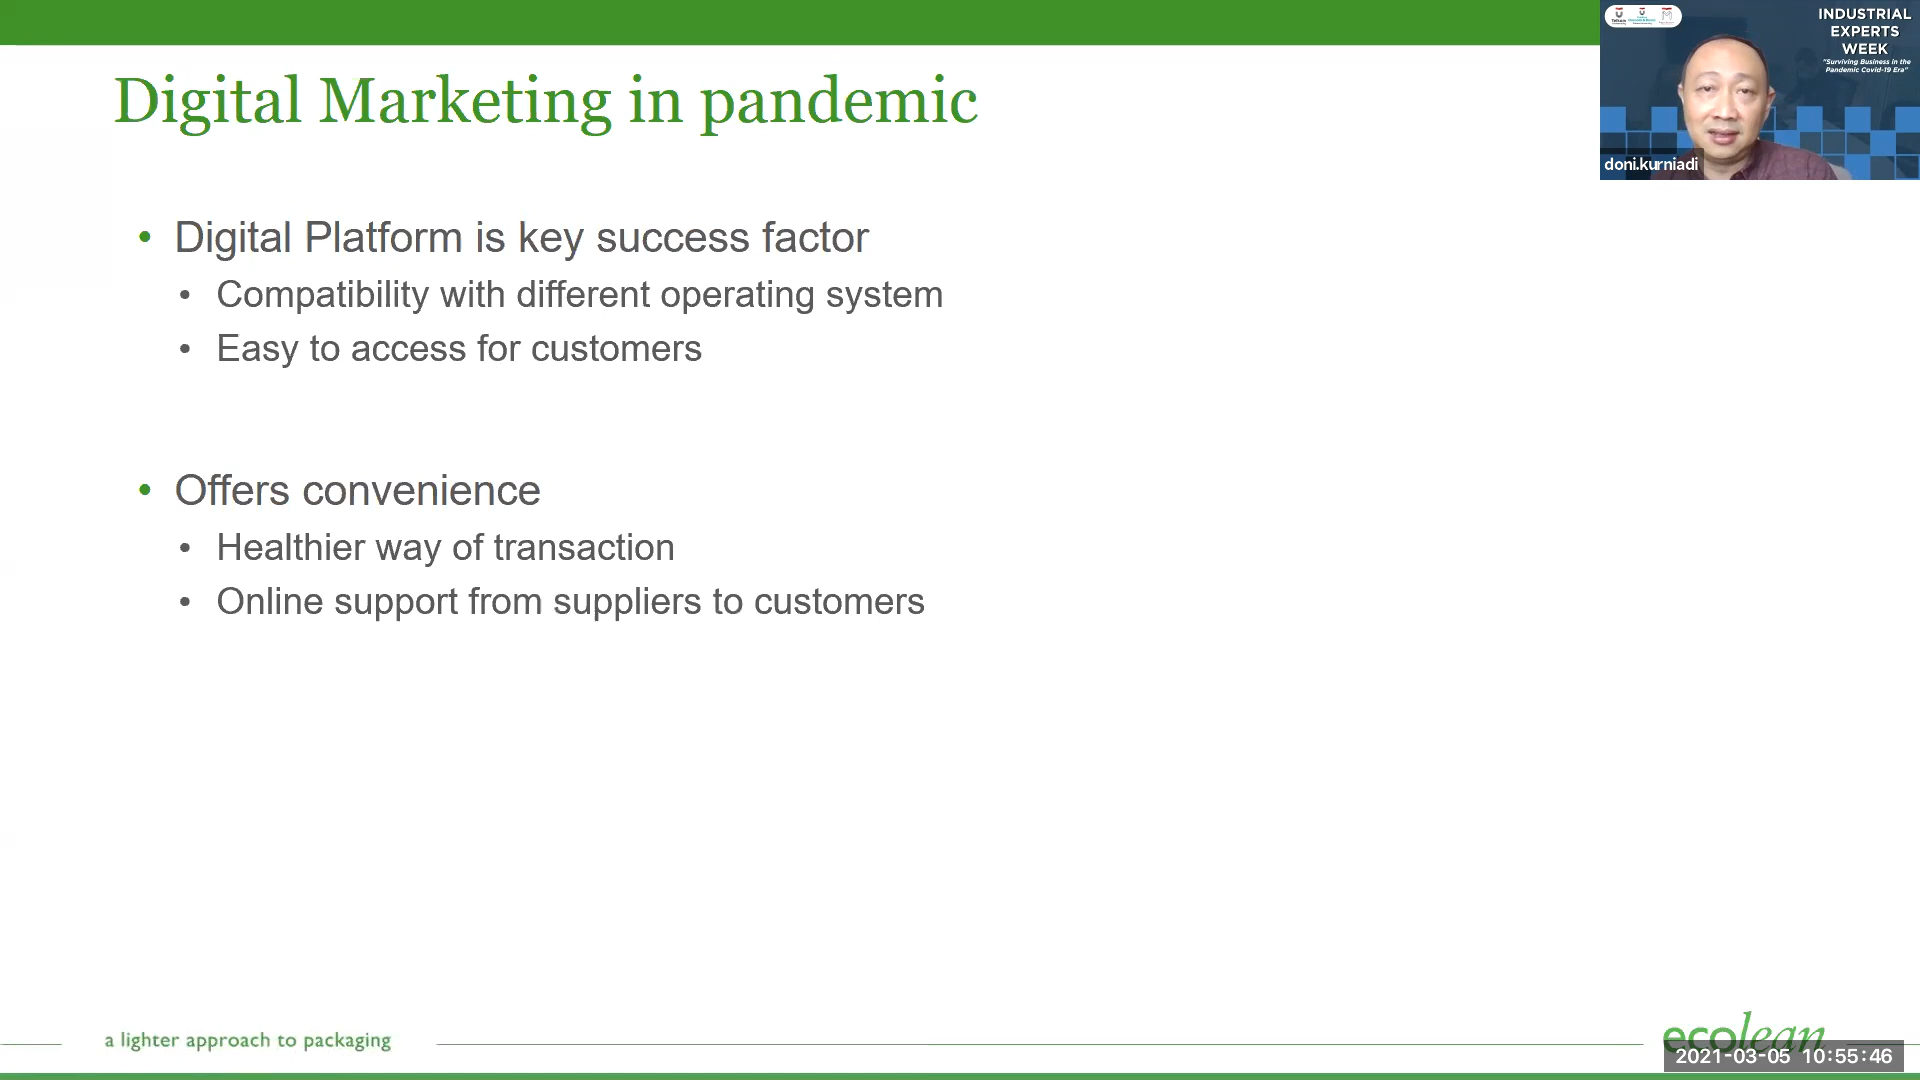 Digital Marketing in pandemic
• Digital Platform is key success factor
• Compatibility with different operating system
• Easy to access for customers
• Offers convenience
• Healthier way of transaction
• Online support from suppliers to customers
INDUSTRIAL
EXPERTS
WEEK
"Surviving Business in the
Pandemic Covid-19 Era"
doni.kurniadi
a lighter approach to packaging
ecolean
2021-03-05 10:55:46